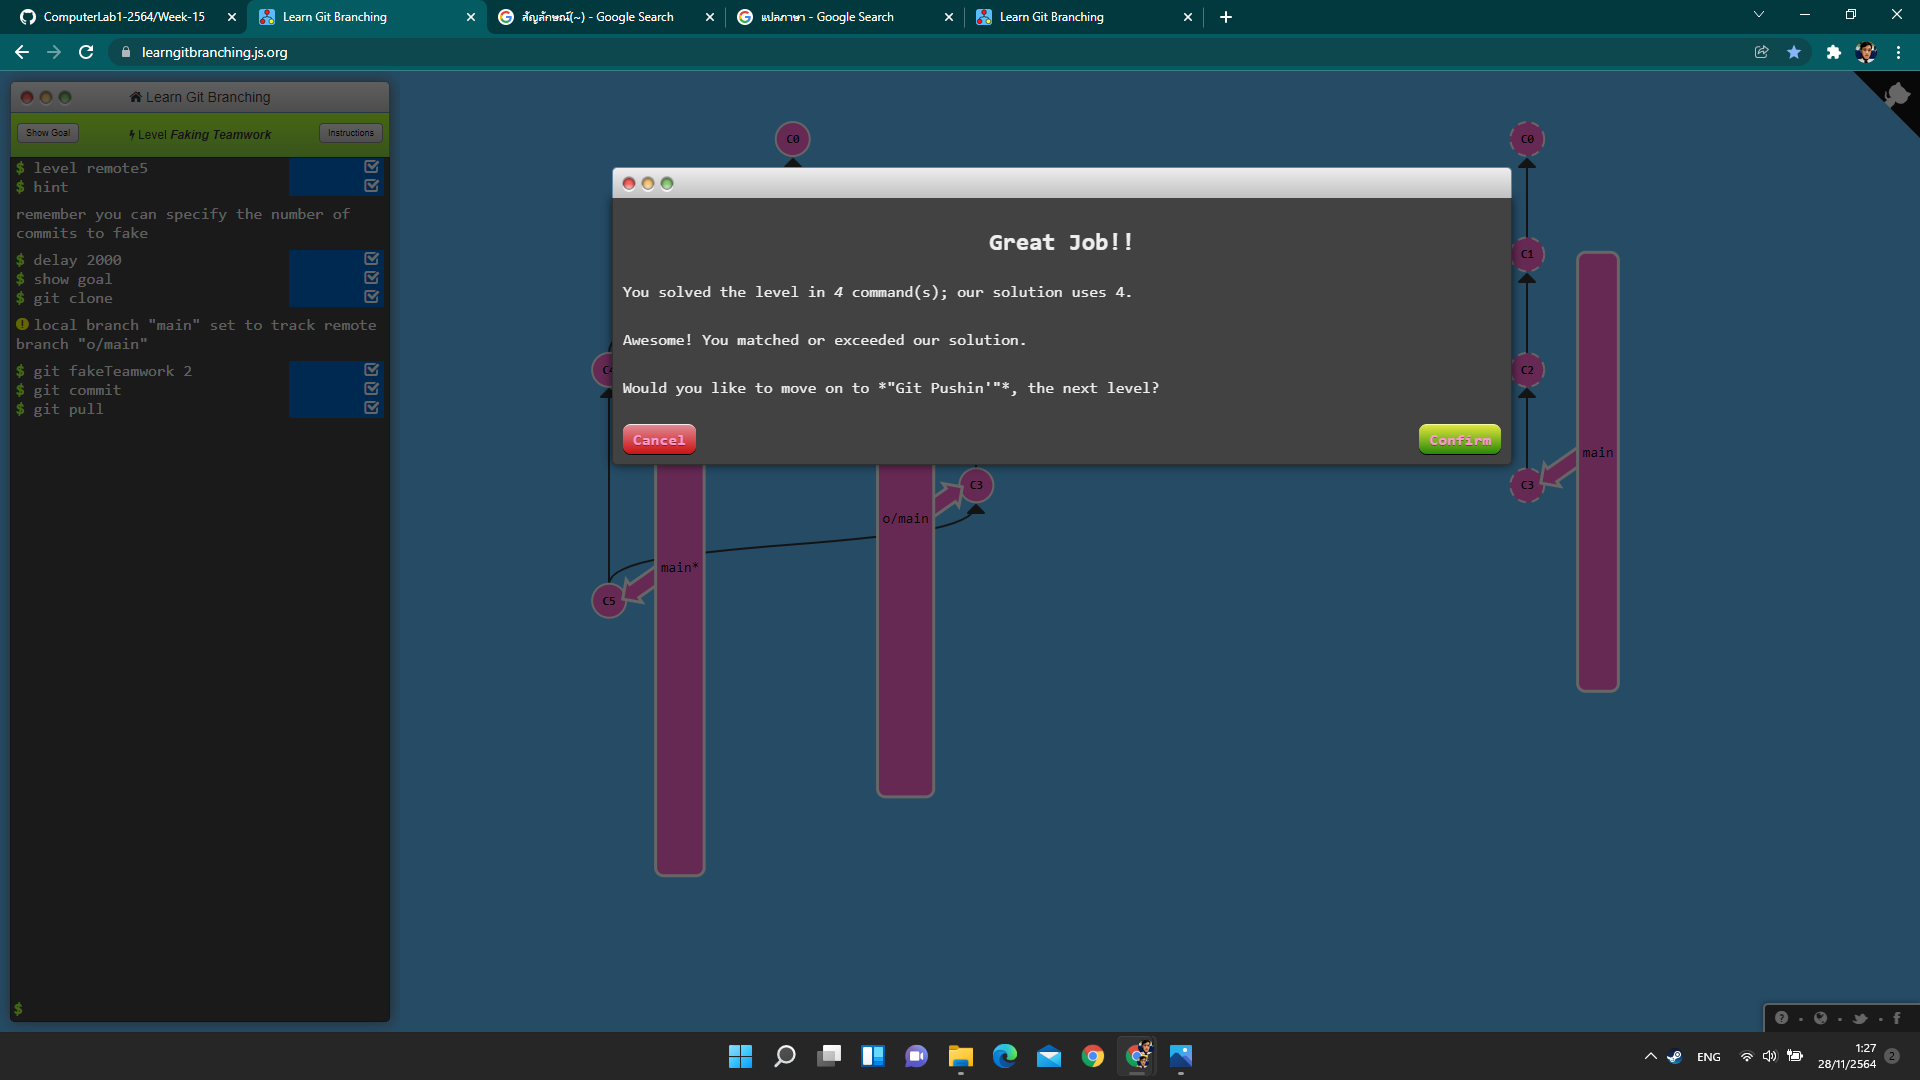 ComputerLab1-2564/Week-15
Learn Git Branching
สัญลักษณ์(~) - Google Search
แปลภาษา - Google Search
Learn Git Branching
learngitbranching.js.org
Learn Git Branching
Show Goal
Level Faking Teamwork
Instructions
$ level remote5
$ hint
remember you can specify the number of
commits to fake
$ delay 2000
$ show goal
$ git clone
local branch "main" set to track remote
branch "o/main"
$ git fakeTeamwork 2
$ git commit
$ git pull
$
C0
Great Job!!
You solved the level in 4 command(s); our solution uses 4.
Awesome! You matched or exceeded our solution.
Would you like to move on to *"Git Pushin'"*, the next level?
Cancel
Confirm
C3
o/main
main*
C5
C0
C1
C2
main
C3
ENG
1:27
28/11/2564
2